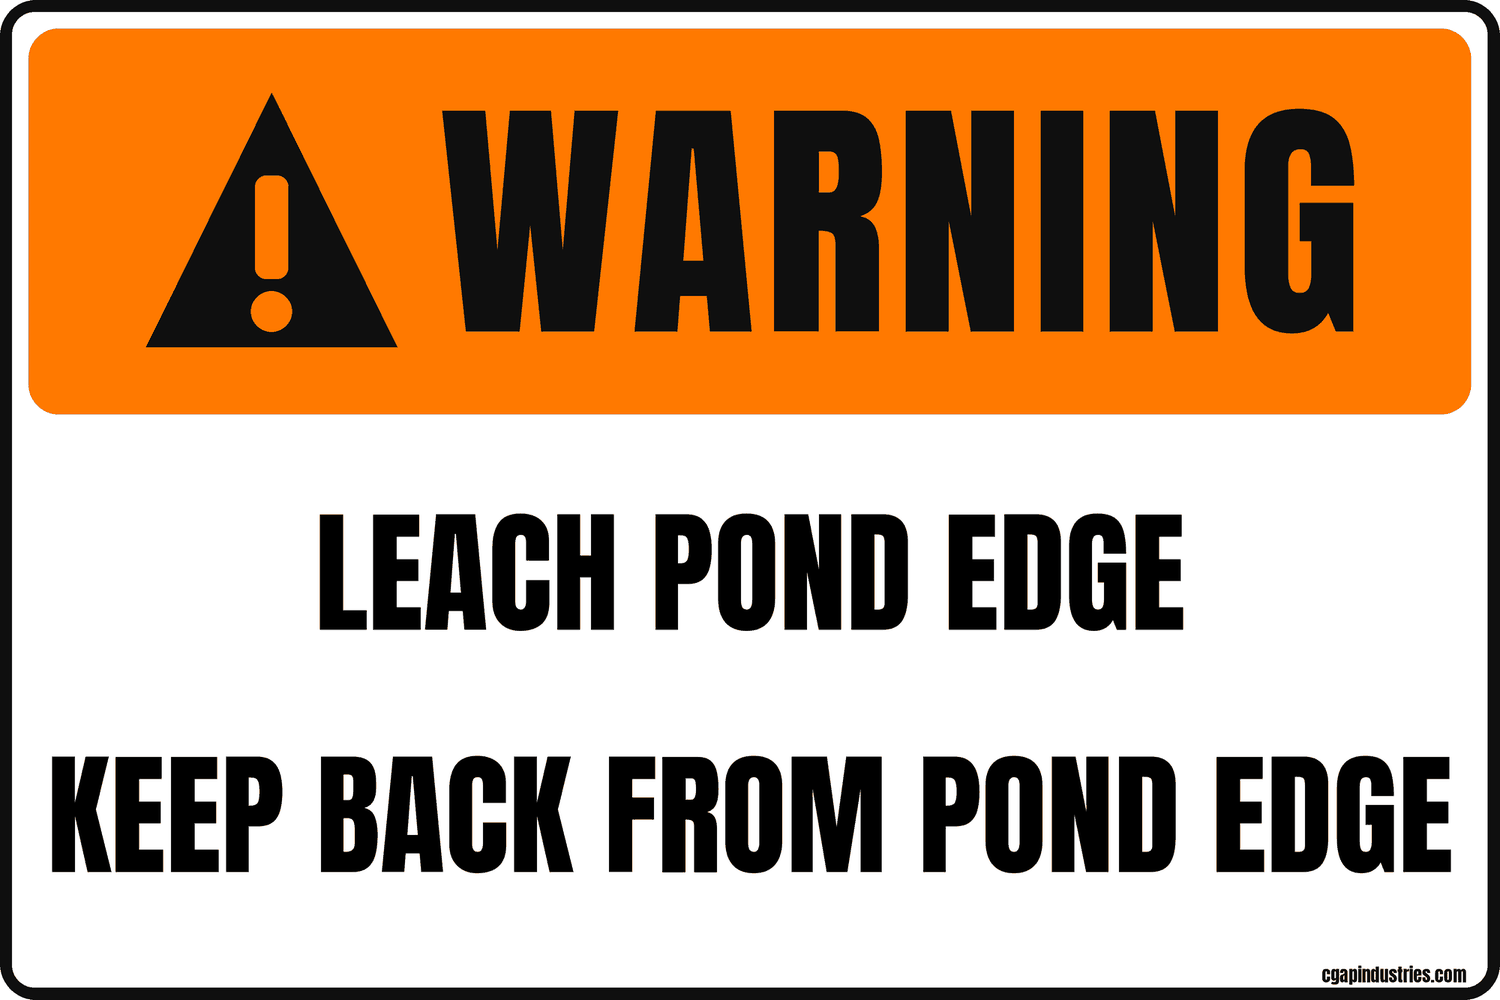 WARNING
LEACH POND EDGE
KEEP BACK FROM POND EDGE
cgapindustries.com